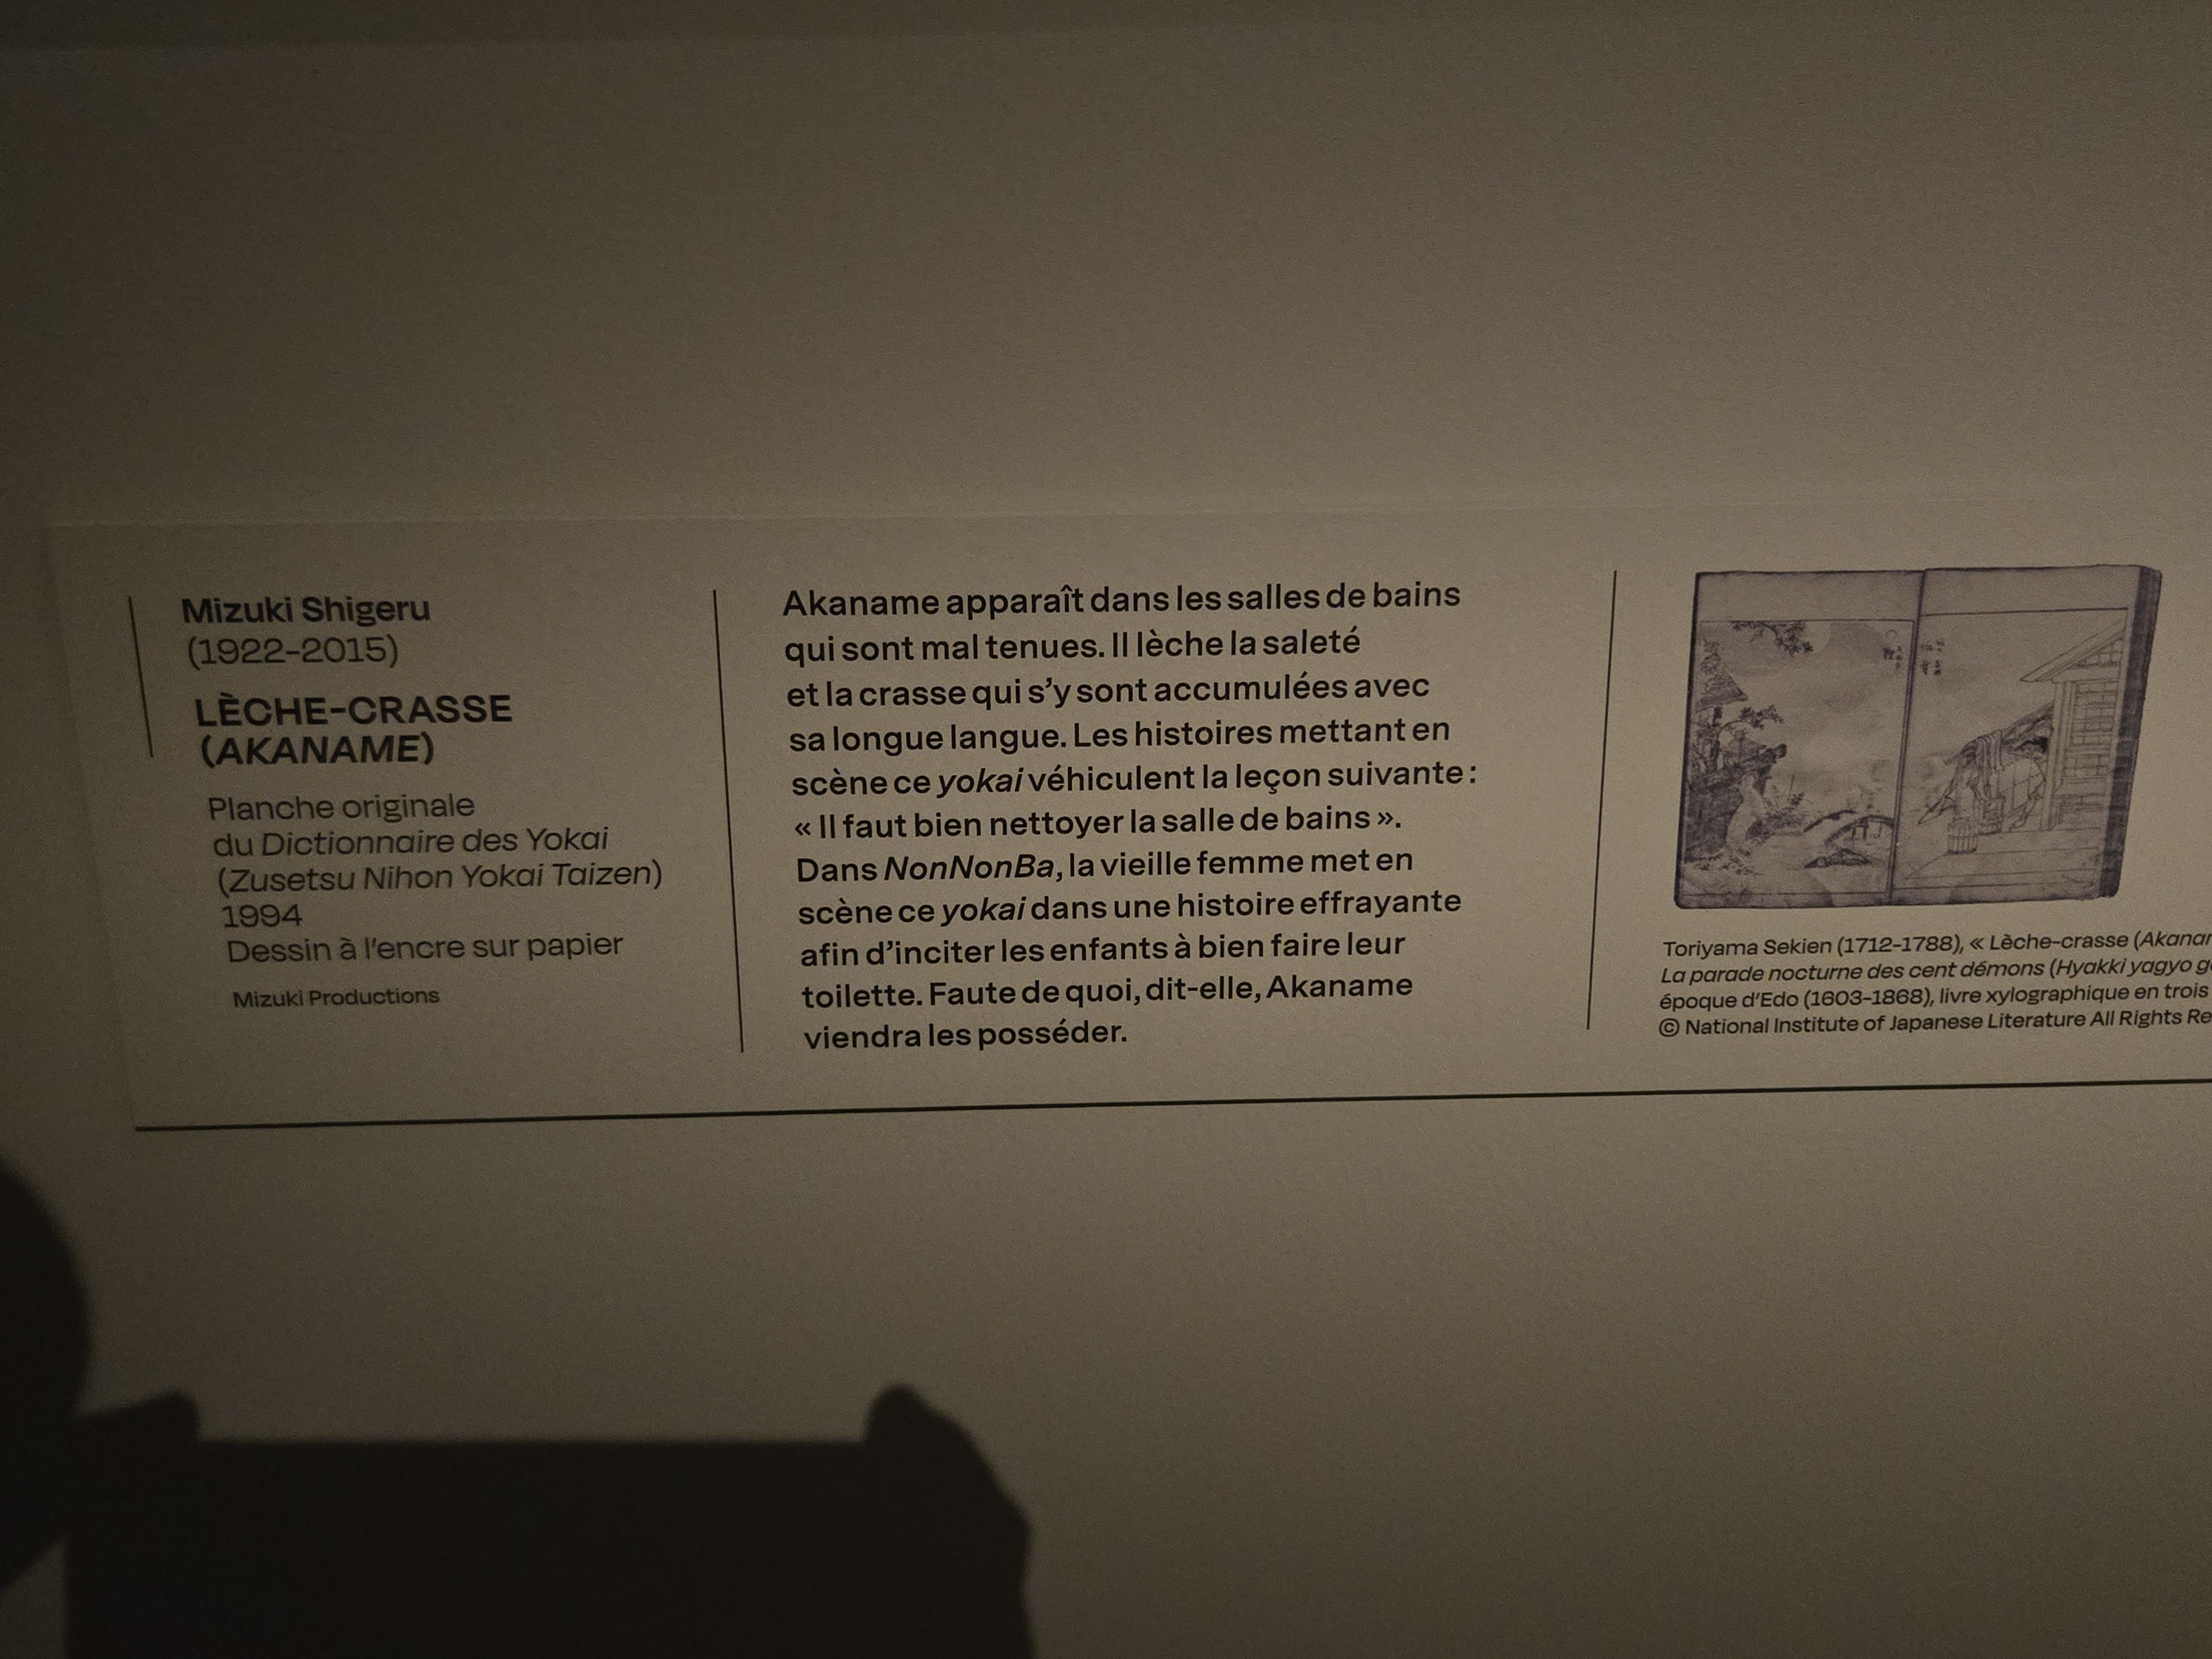 Mizuki Shigeru
(1922-2015)
LÈCHE-CRASSE
(AKANAME)
Planche originale
du Dictionnaire des Yokai
(Zusetsu Nihon Yokai Taizen)
1994
Dessin à l'encre sur papier
Mizuki Productions
Akaname apparaît dans les salles de bains
qui sont mal tenues. Il lèche la saleté
et la crasse qui s'y sont accumulées avec
sa longue langue. Les histoires mettant en
scène ce yokai véhiculent la leçon suivante :
« Il faut bien nettoyer la salle de bains ».
Dans NonNonBa, la vieille femme met en
scène ce yokai dans une histoire effrayante
afin d'inciter les enfants à bien faire leur
toilette. Faute de quoi, dit-elle, Akaname
viendra les posséder.
Toriyama Sekien (1712-1788), « Lèche-crasse
La parade nocturne des cent démons (Hyakki yagyo
époque d'Edo (1603-1868), livre xylographique en trois
© National Institute of Japanese Literature All Rights